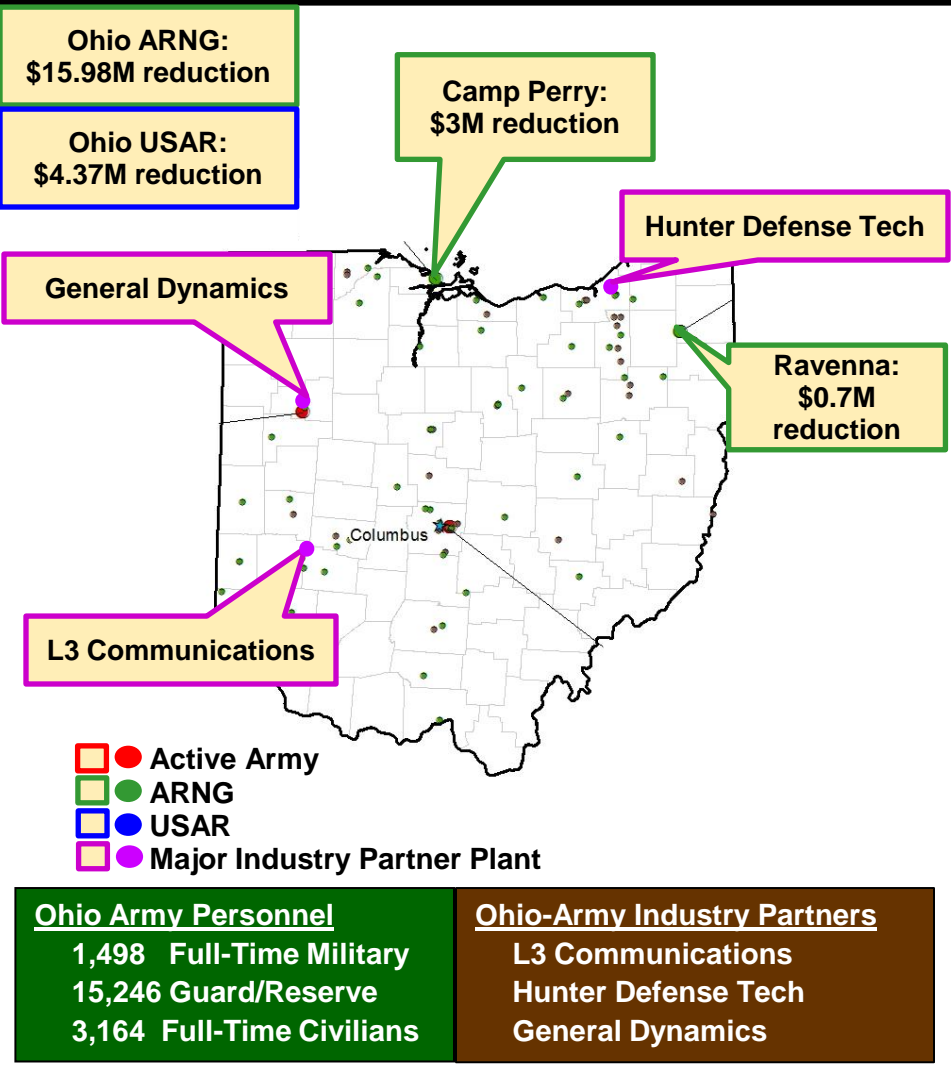 Ohio ARNG:
$15.98M reduction
Ohio USAR:
$4.37M reduction
Camp Perry:
$3M reduction
Hunter Defense Tech
General Dynamics
Ravenna:
$0.7M
reduction
Columbus
L3 Communications
Active Army
ARNG
USAR
Major Industry Partner Plant
Ohio Army Personnel
1,498 Full-Time Military
15,246 Guard/Reserve
3,164 Full-Time Civilians
Ohio-Army Industry Partners
L3 Communications
Hunter Defense Tech
General Dynamics